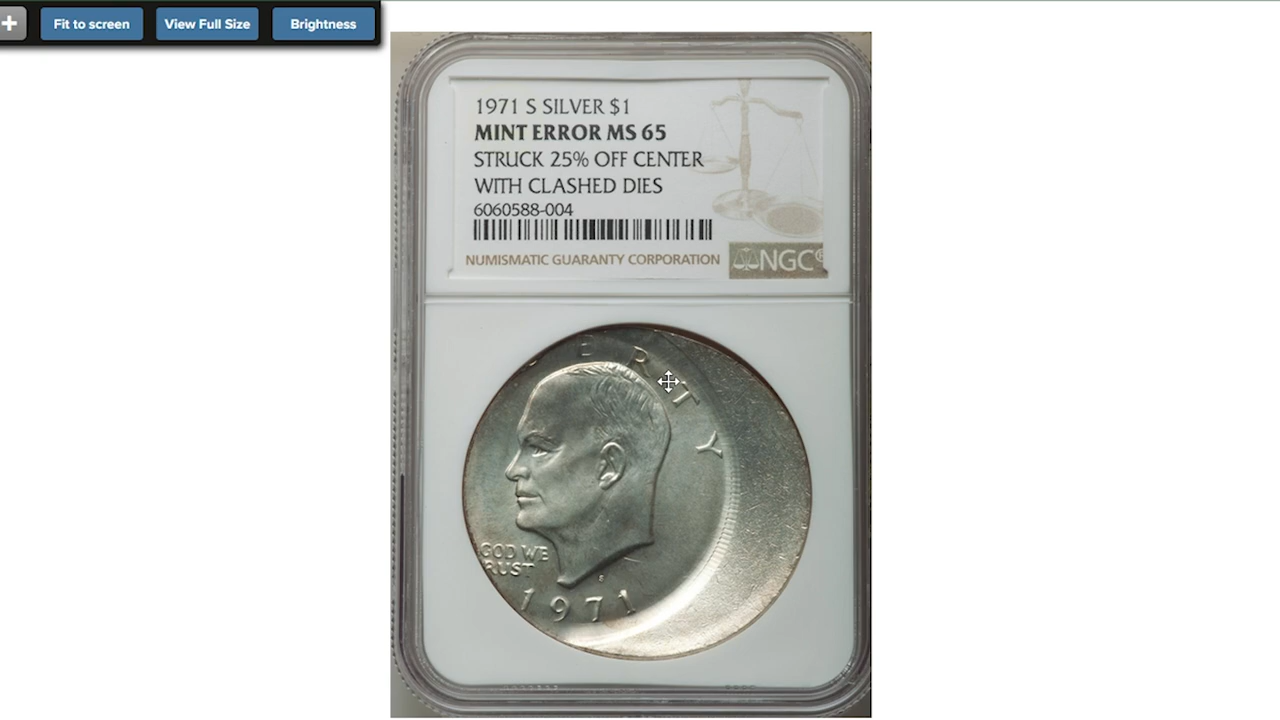 Fit to screen
View Full Size
Brightness
1971 S SILVER $1
MINT ERROR MS 65
STRUCK 25% OFF CENTER
WITH CLASHED DIES
6060588-004
NUMISMATIC GUARANTY CORPORATION
NGC®
ERTY
GOD WE
RUST
S
1971